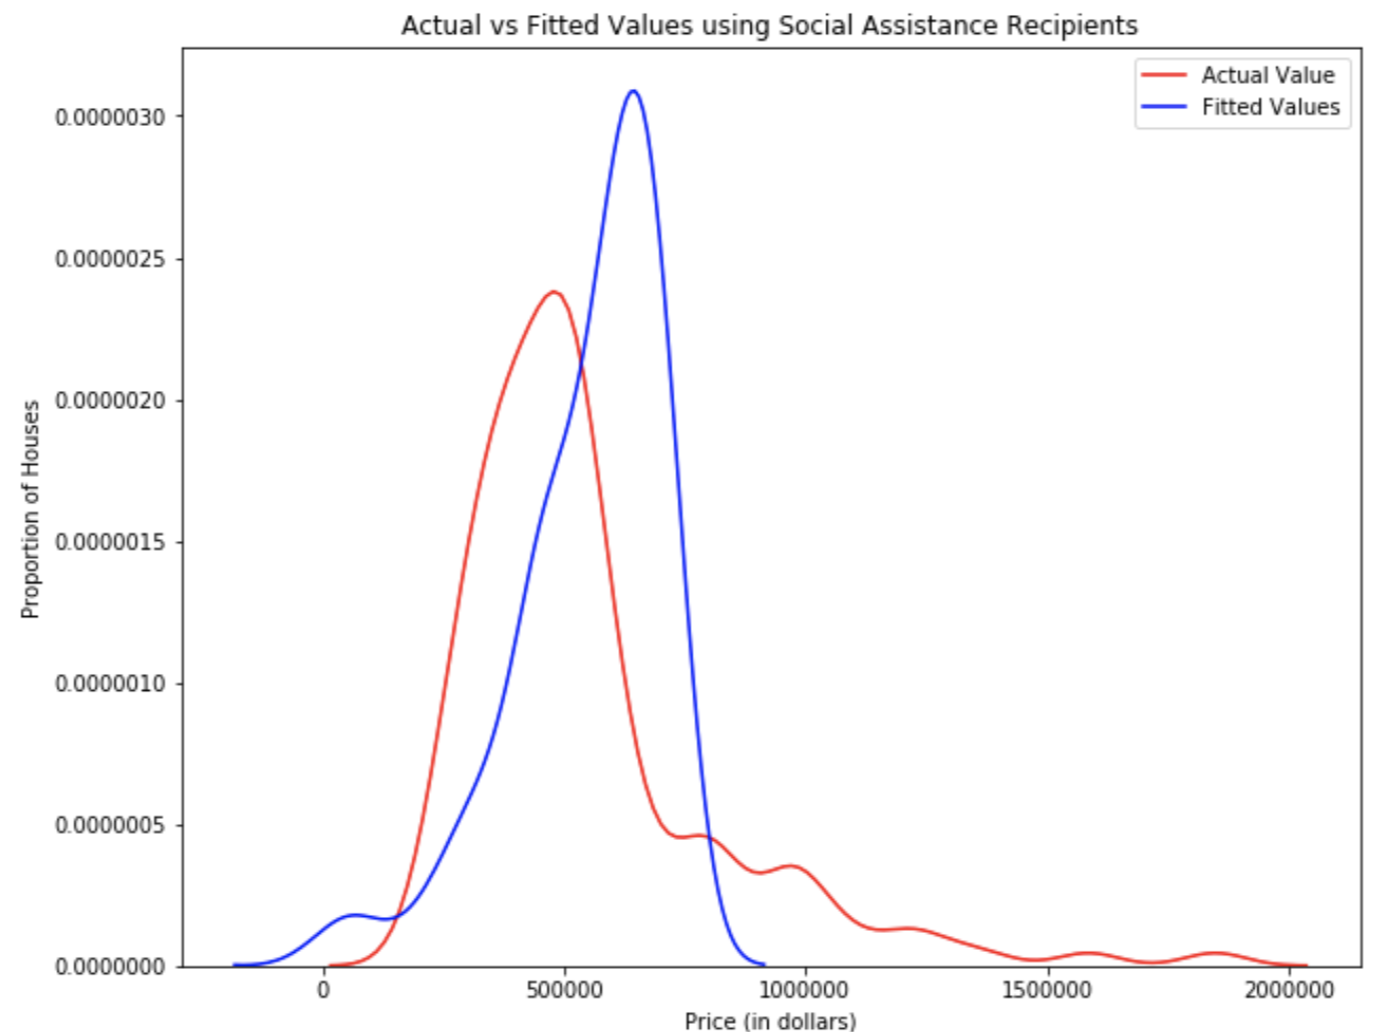 Actual vs Fitted Values using Social Assistance Recipients
Actual Value
Fitted Values
Proportion of Houses
0.0000030
0.0000025
0.0000020
0.0000015
0.0000010
0.0000005
0.0000000
0
500000
1000000
1500000
2000000
Price (in dollars)